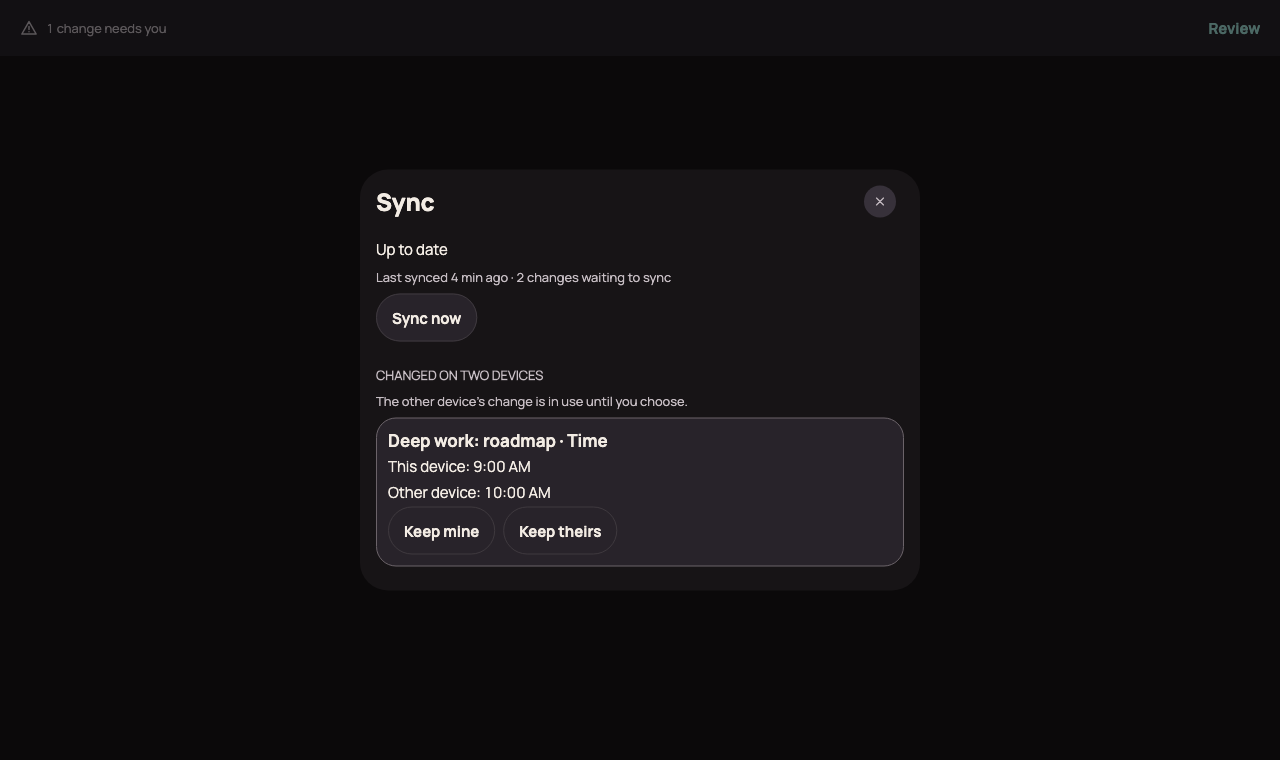 1 change needs you
Review
Sync
Up to date
Last synced 4 min ago · 2 changes waiting to sync
Sync now
CHANGED ON TWO DEVICES
The other device's change is in use until you choose.
Deep work: roadmap · Time
This device: 9:00 AM
Other device: 10:00 AM
Keep mine
Keep theirs